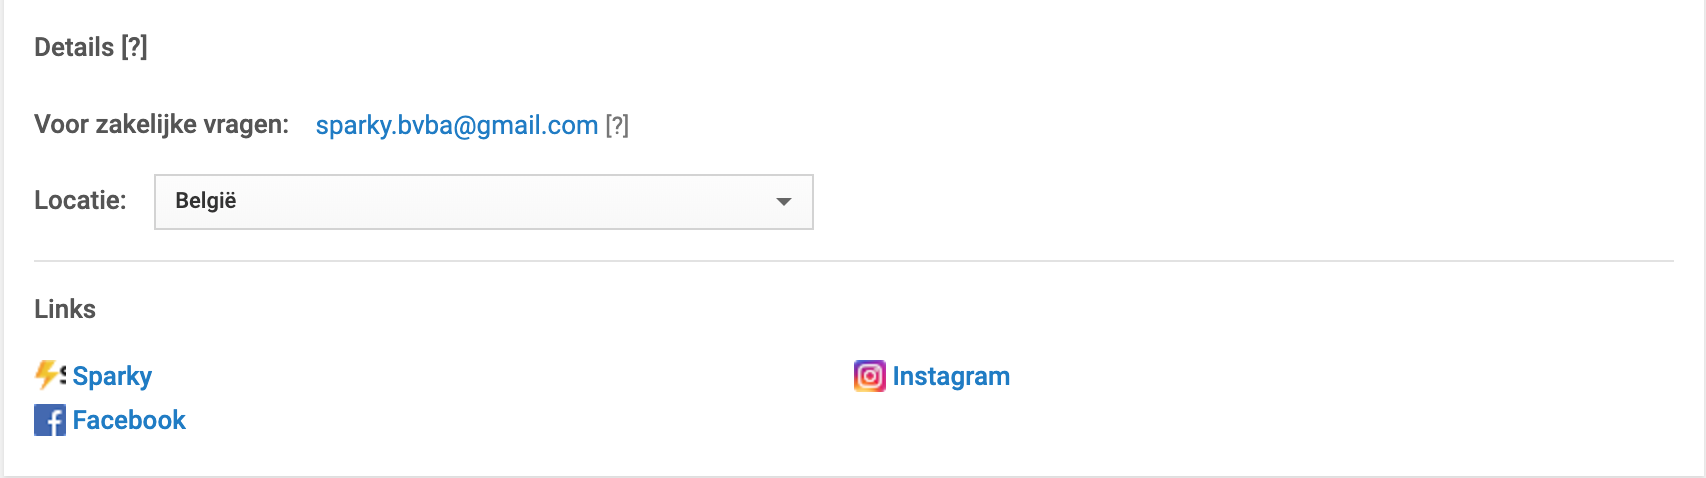 Details [?]
Voor zakelijke vragen: sparky.bvba@gmail.com [?]
Locatie: België
Links
Sparky
Instagram
Facebook